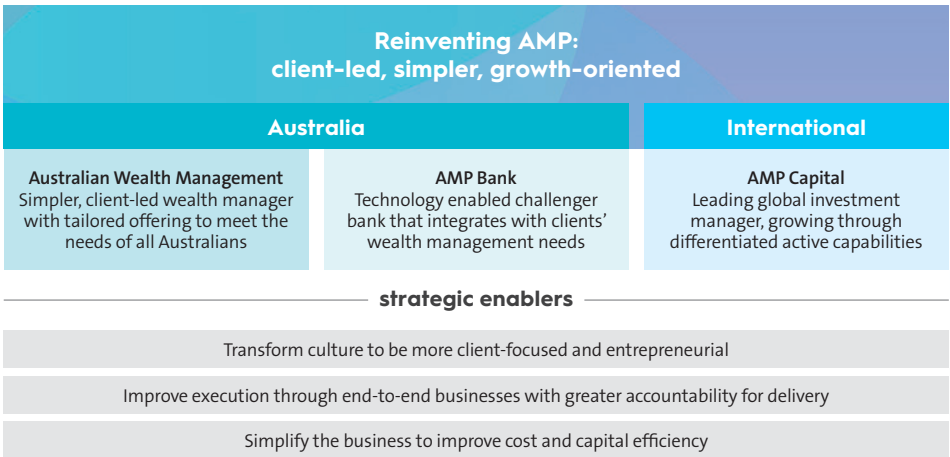 Reinventing AMP:
client-led, simpler, growth-oriented
Australia
International
Australian Wealth Management
Simpler, client-led wealth manager
with tailored offering to meet the
needs of all Australians
AMP Bank
Technology enabled challenger
bank that integrates with clients’
wealth management needs
AMP Capital
Leading global investment
manager, growing through
differentiated active capabilities
strategic enablers
Transform culture to be more client-focused and entrepreneurial
Improve execution through end-to-end businesses with greater accountability for delivery
Simplify the business to improve cost and capital efficiency